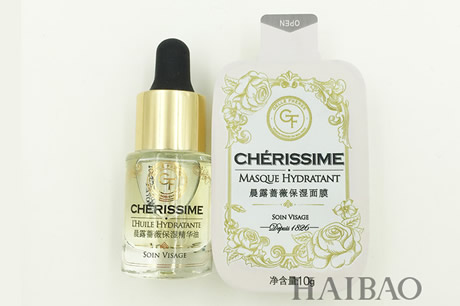 CHÉRISSIME
L'HUILE HYDRATANTE
晨露蔷薇保湿精华油
SOIN VISAGE
OPEN
GF
CHÉRISSIME
MASQUE HYDRATANT
晨露蔷薇保湿面膜
SOIN VISAGE
Depuis 1826
净含量10g
HAIBAO